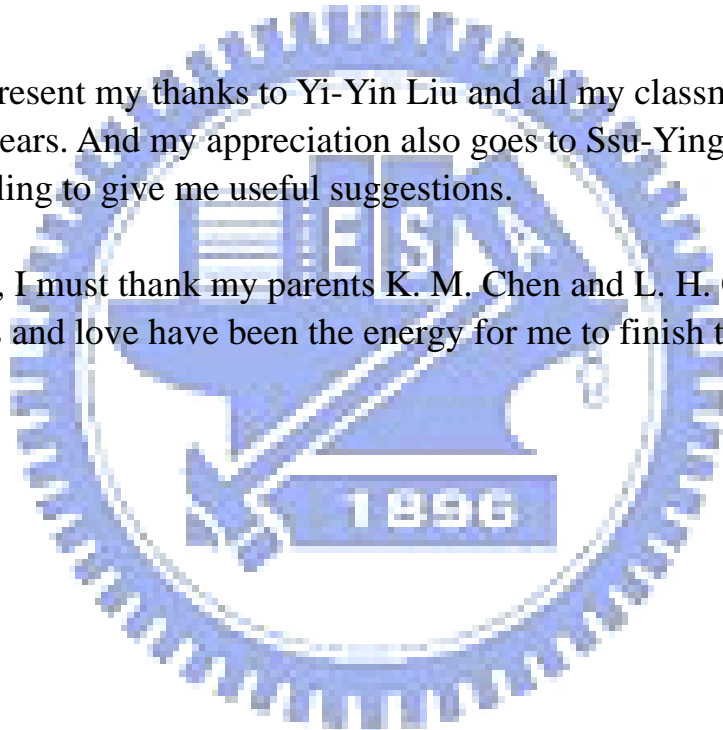 resent my thanks to Yi-Yin Liu and all my classm
ears. And my appreciation also goes to Ssu-Ying
ling to give me useful suggestions.
E S A
, I must thank my parents K. M. Chen and L. H. C
s and love have been the energy for me to finish t
1896